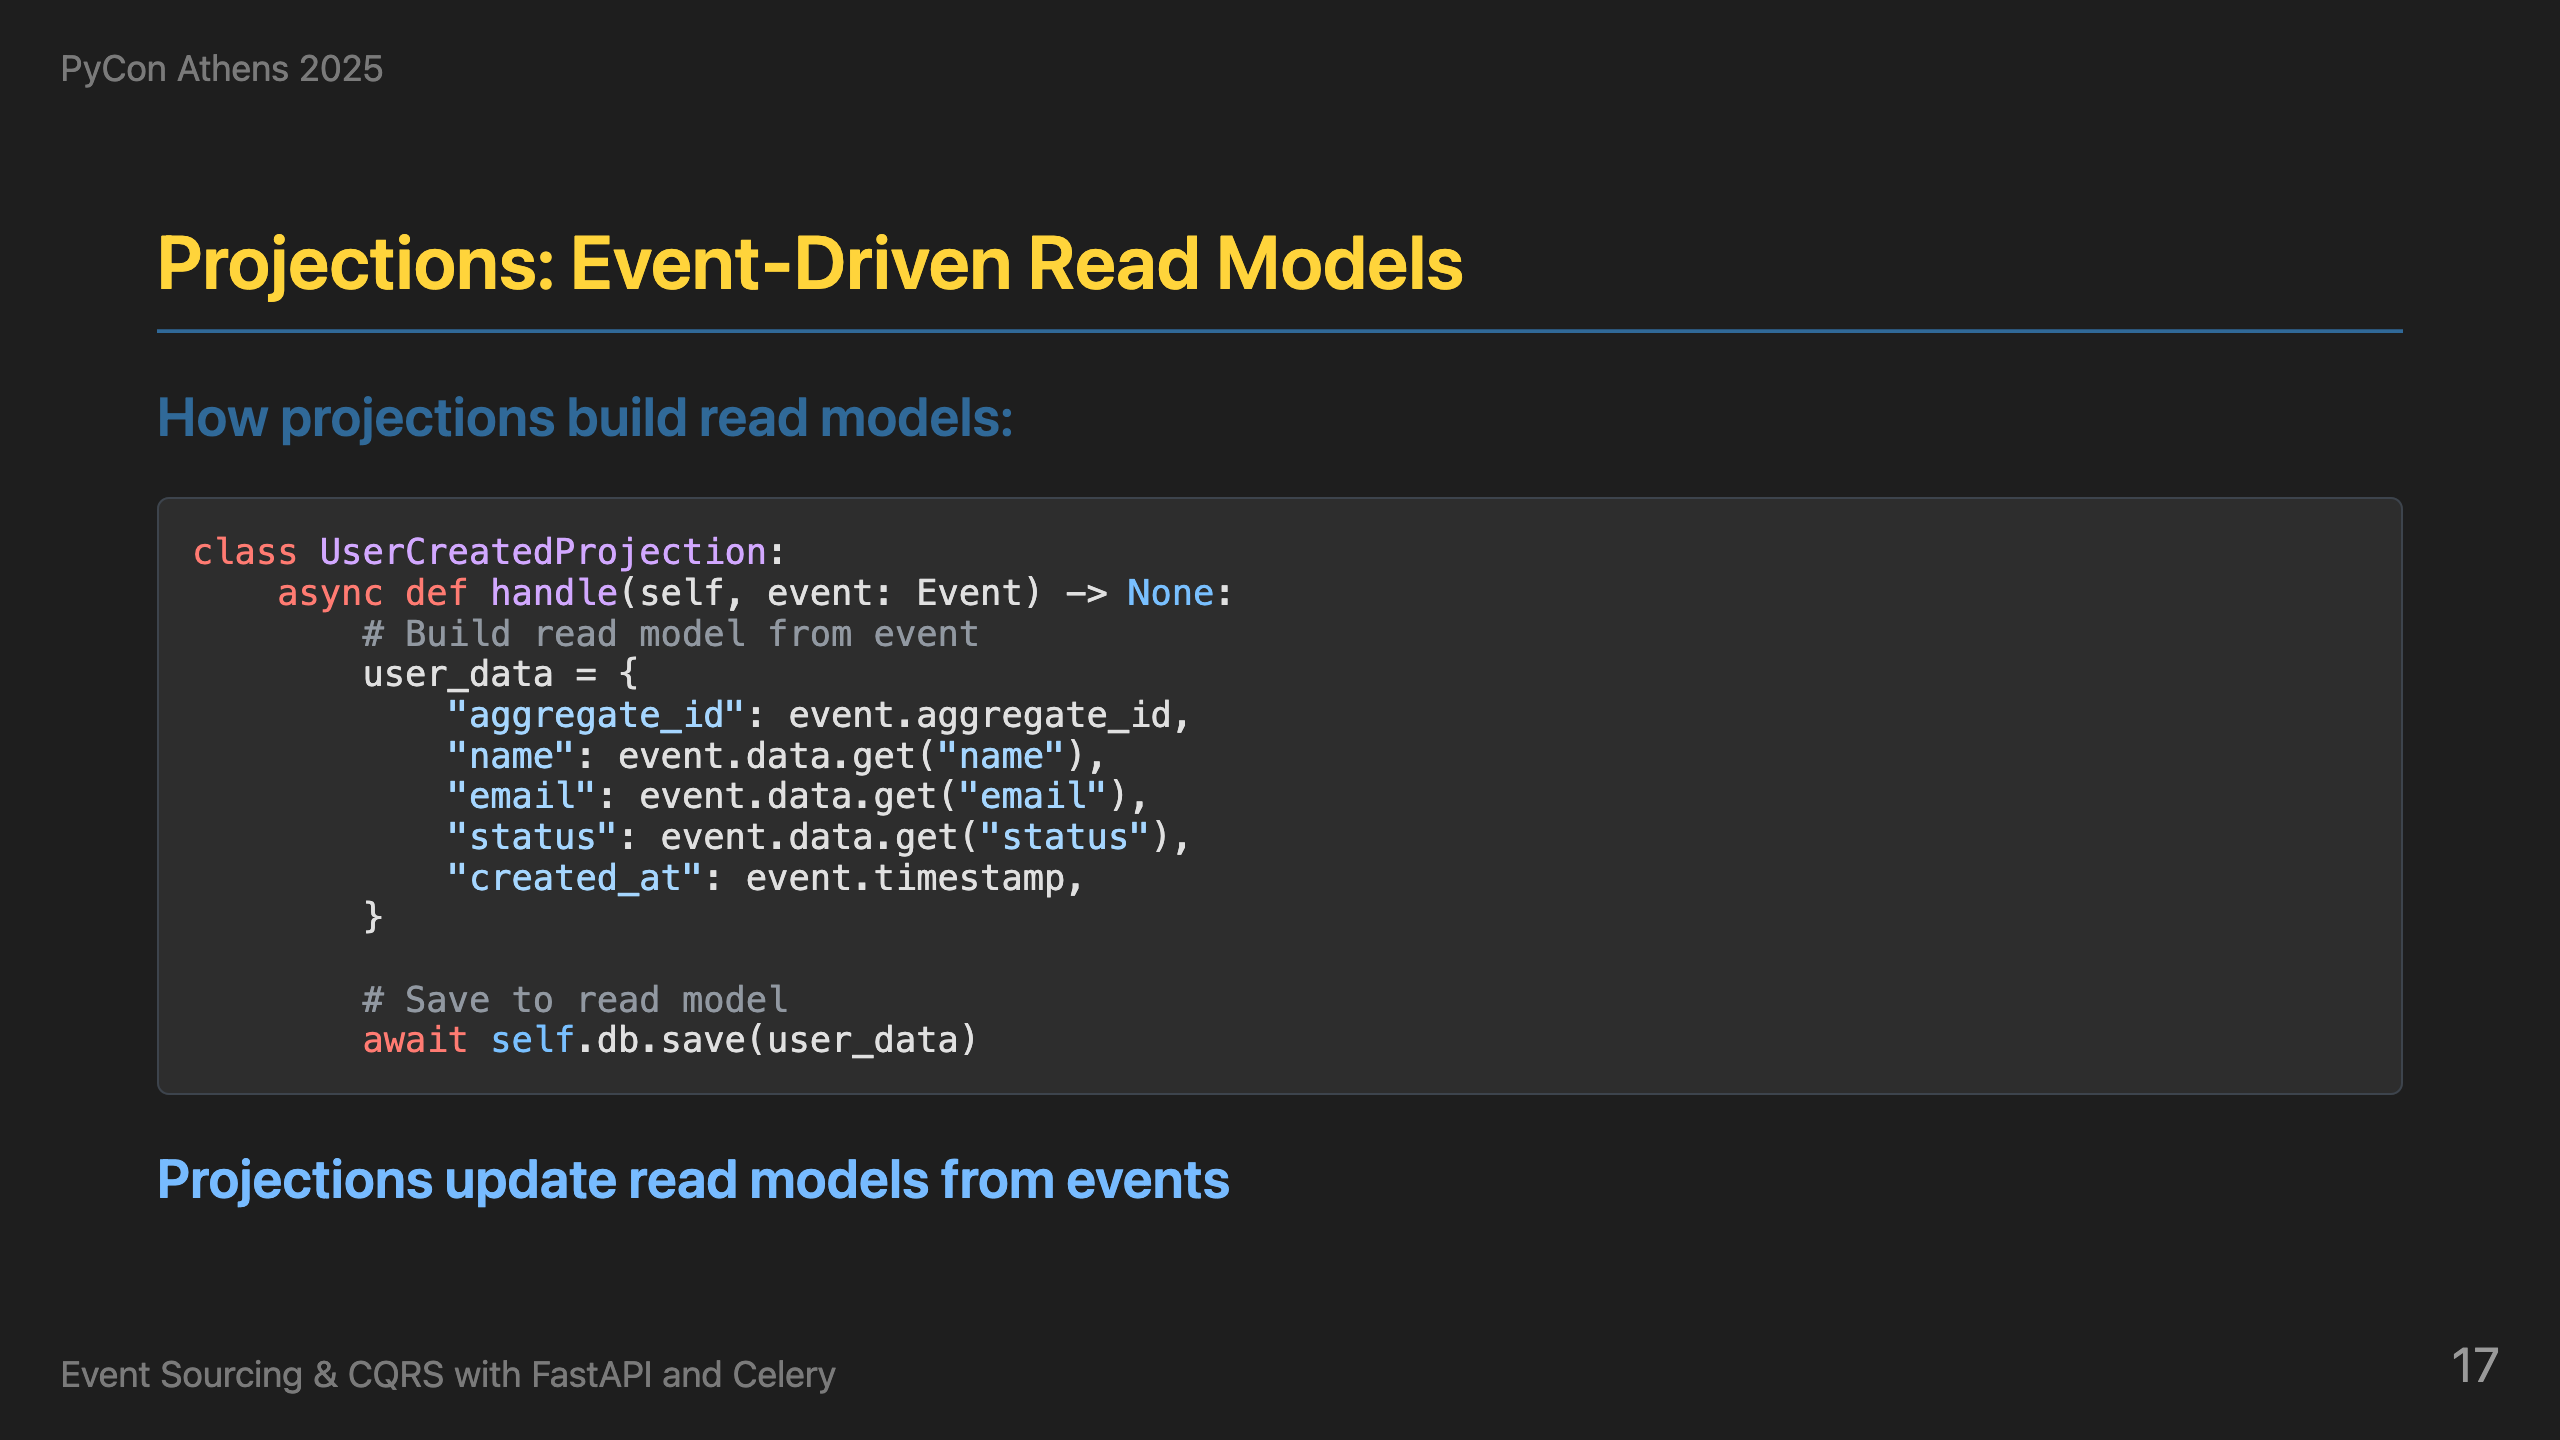 PyCon Athens 2025
Projections: Event-Driven Read Models
How projections build read models:
class UserCreatedProjection:
    async def handle(self, event: Event) -> None:
        # Build read model from event
        user_data = {
            "aggregate_id": event.aggregate_id,
            "name": event.data.get("name"),
            "email": event.data.get("email"),
            "status": event.data.get("status"),
            "created_at": event.timestamp,
        }
        # Save to read model
        await self.db.save(user_data)
Projections update read models from events
Event Sourcing & CQRS with FastAPI and Celery
17